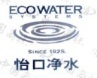 ECOWATER
SYSTEMS
SINCE 1925.
怡口净水